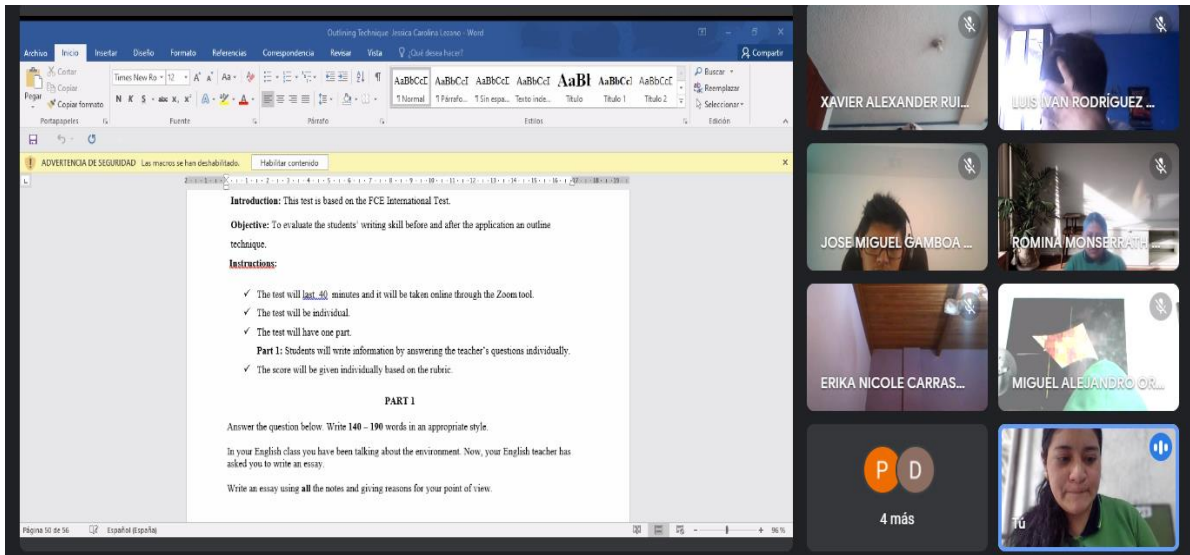 Outlining Technique Jessica Carolina Lozano - Word
Archivo Inicio Insertar Diseño Formato Referencias Correspondencia Revisar Vista ¿Qué desea hacer? Compartir
Cortar
Copiar
Pegar
Copiar formato
Portapapeles
Times New Ro 12
N K S abc x, x²
Fuente
Párrafo
AaBbCcDc AaBbCcI AaBbCcDc AaBbCcI AaBl AaBbCcl AaBbCcDc
1 Normal 1 Párrafo... 1 Sin espa... Texto inde... Título Título 1 Título 2
Estilos
Buscar
Reemplazar
Seleccionar
Edición
ADVERTENCIA DE SEGURIDAD Las macros se han deshabilitado. Habilitar contenido
Introduction: This test is based on the FCE International Test.
Objective: To evaluate the students' writing skill before and after the application an outline
technique.
Instructions:
✓ The test will last 40 minutes and it will be taken online through the Zoom tool.
✓ The test will be individual.
✓ The test will have one part.
Part 1: Students will write information by answering the teacher's questions individually.
✓ The score will be given individually based on the rubric.
PART 1
Answer the question below. Write 140 – 190 words in an appropriate style.
In your English class you have been talking about the environment. Now, your English teacher has
asked you to write an essay.
Write an essay using all the notes and giving reasons for your point of view.
Página 50 de 56 Español (España) 96 %
XAVIER ALEXANDER RUI...
LUIS IVAN RODRÍGUEZ ...
JOSE MIGUEL GAMBOA ...
ROMINA MONSERRATH ...
ERIKA NICOLE CARRAS...
MIGUEL ALEJANDRO OR...
P D
4 más
Tú